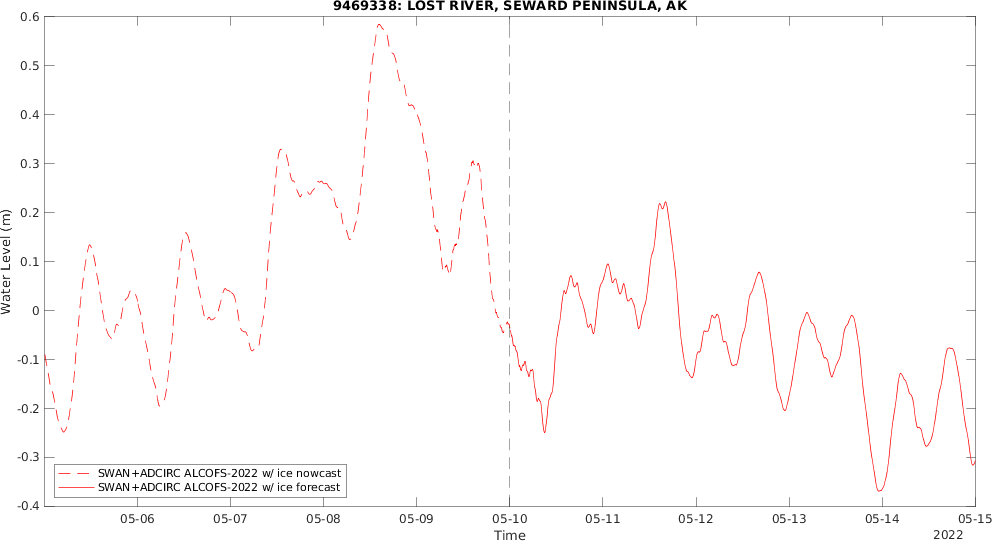 9469338: LOST RIVER, SEWARD PENINSULA, AK
Water Level (m)
0.6
0.5
0.4
0.3
0.2
0.1
0
-0.1
-0.2
-0.3
-0.4
SWAN+ADCIRC ALCOFS-2022 w/ ice nowcast
SWAN+ADCIRC ALCOFS-2022 w/ ice forecast
05-06 05-07 05-08 05-09 05-10 05-11 05-12 05-13 05-14 05-15
Time
2022